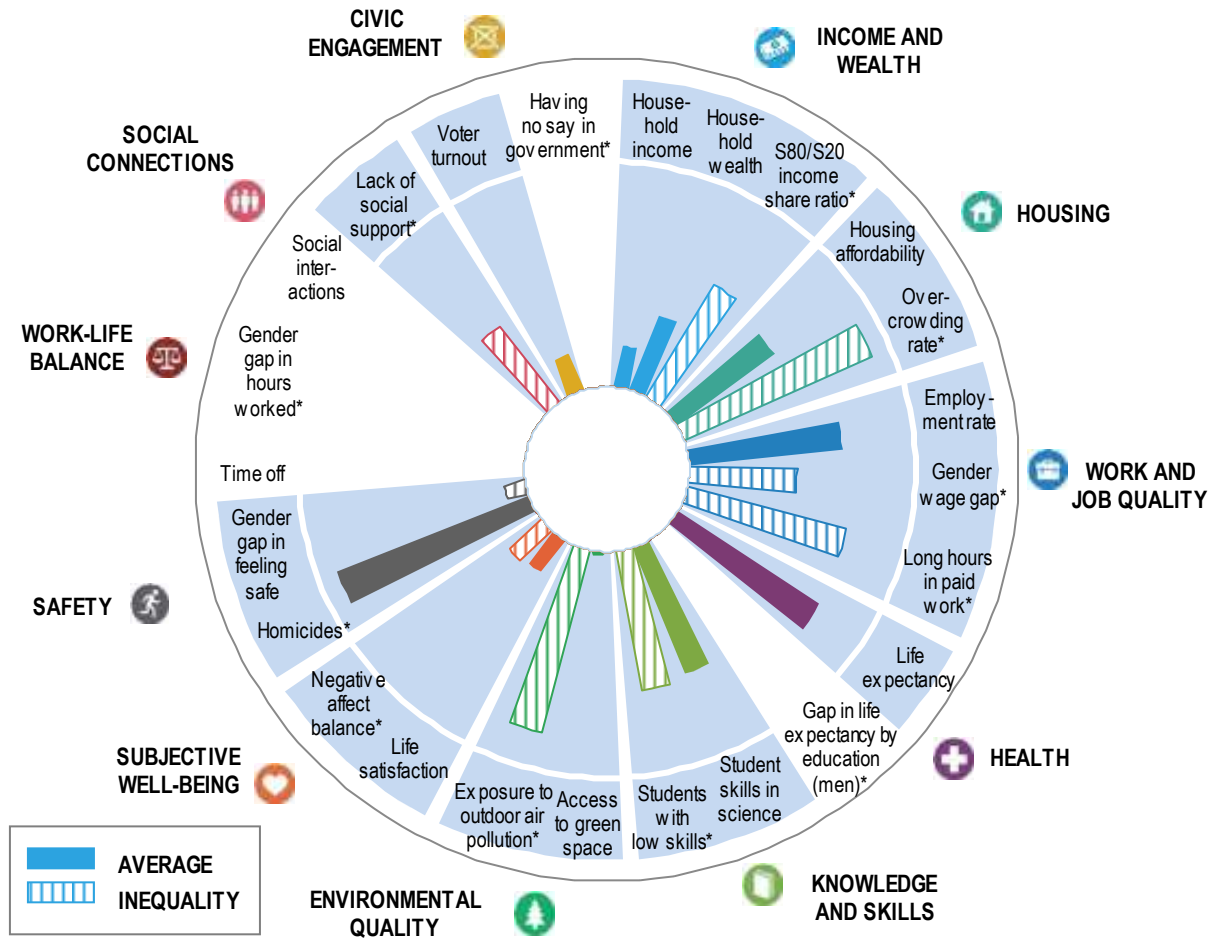 CIVIC
ENGAGEMENT
INCOME AND
WEALTH
SOCIAL
CONNECTIONS
HOUSING
WORK-LIFE
BALANCE
WORK AND
JOB QUALITY
SAFETY
HEALTH
SUBJECTIVE
WELL-BEING
KNOWLEDGE
AND SKILLS
ENVIRONMENTAL
QUALITY
Having
no say in
government*
House-
hold
income
House-
hold
wealth
S80/S20
income
share ratio*
Housing
affordability
Over-
crowding
rate*
Employ-
ment rate
Gender
wage gap*
Long hours
in paid
work*
Life
expectancy
Gap in life
expectancy by
education
(men)*
Student
skills in
science
Students
with
low skills*
Access
to green
space
Exposure to
outdoor air
pollution*
Life
satisfaction
Negative
affect
balance*
Homicides*
Gender
gap in
feeling
safe
Time off
Gender
gap in
hours
worked*
Social
inter-
actions
Lack of
social
support*
Voter
turnout
AVERAGE
INEQUALITY